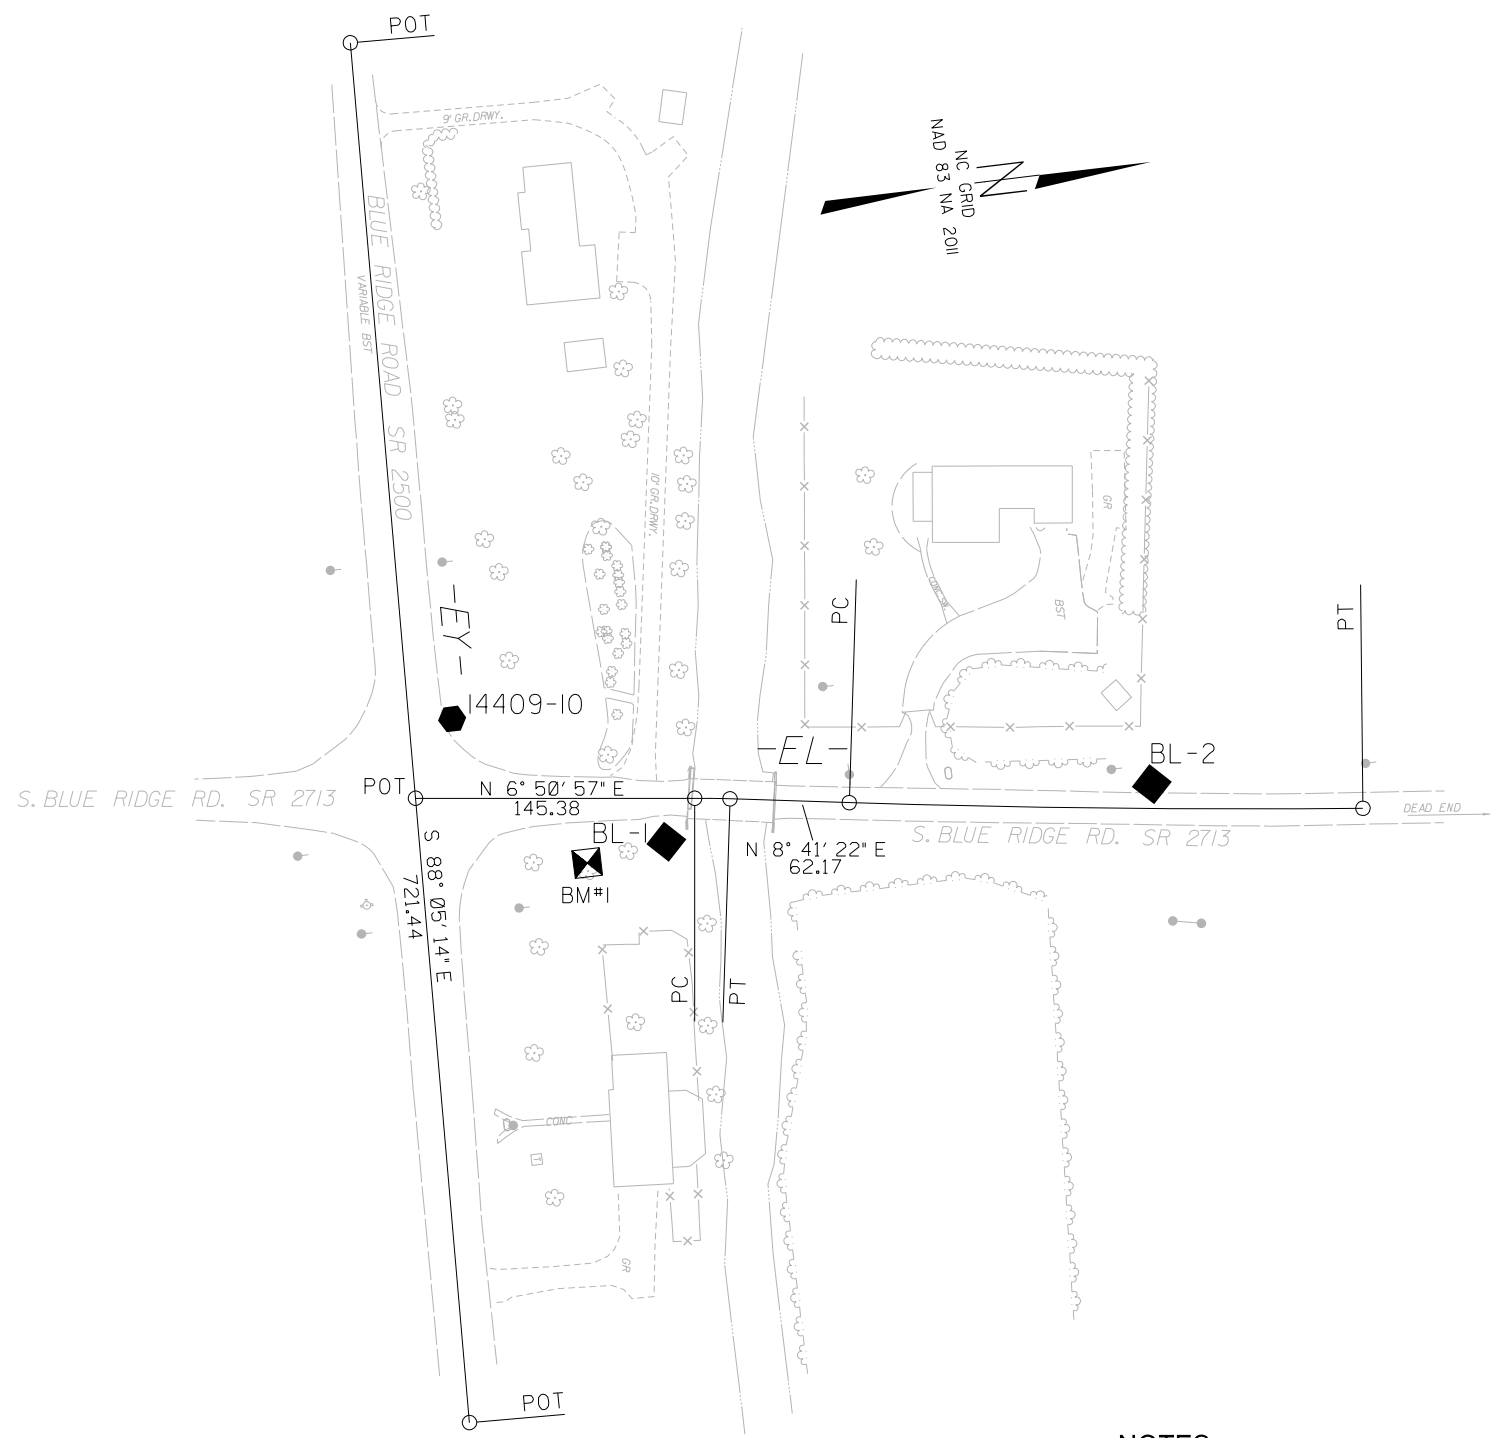 POT
9' GR.DRWY.
NC GRID
NAD 83 NA 2011
N
BLUE RIDGE ROAD SR 2500
VARIABLE BST
10' GR.DRWY.
GR
CONC SW.
BST
PC
PT
-EY-
14409-10
-EL-
BL-2
POT
N 6° 50' 57" E
145.38
S. BLUE RIDGE RD. SR 2713
DEAD END
BL-1
N 8° 41' 22" E
62.17
S. BLUE RIDGE RD. SR 2713
S 88° 05' 14" E
721.44
BM#1
PC
PT
CONC
T
GR
POT
NOTES